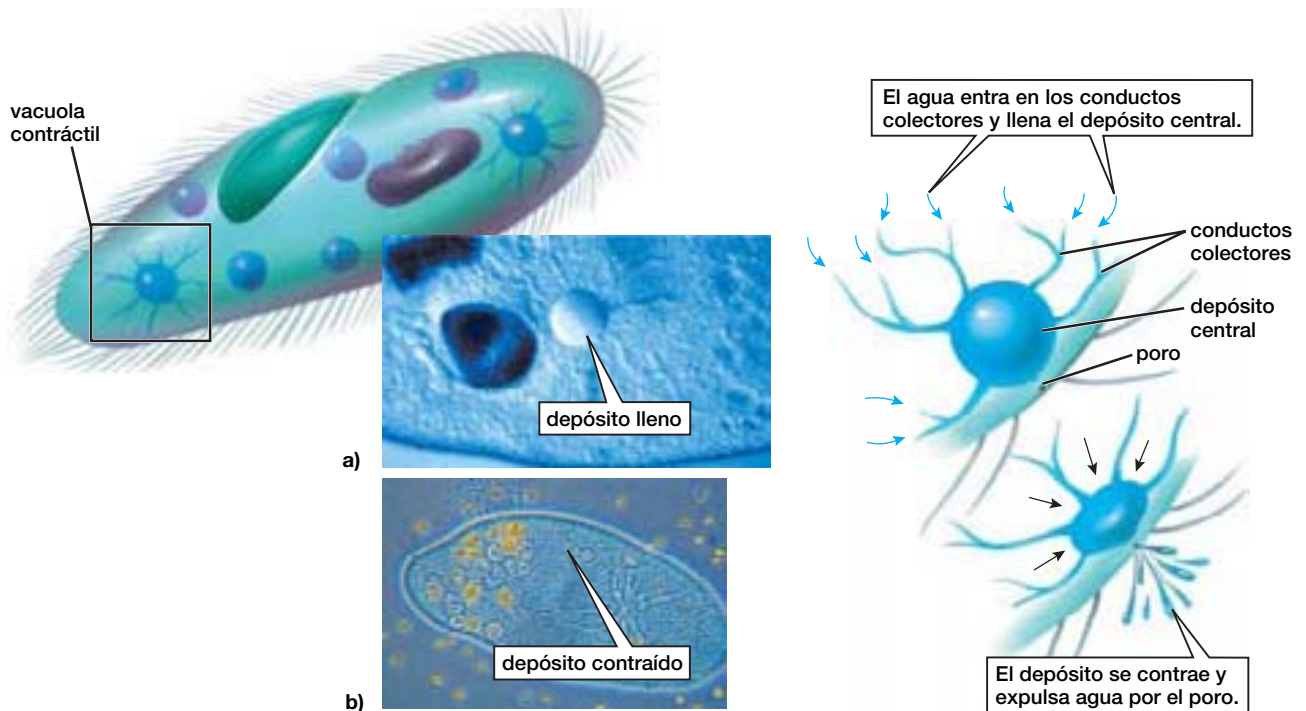 vacuola
contráctil
El agua entra en los conductos
colectores y llena el depósito central.
conductos
colectores
depósito
central
poro
depósito lleno
a)
depósito contraído
b)
El depósito se contrae y
expulsa agua por el poro.